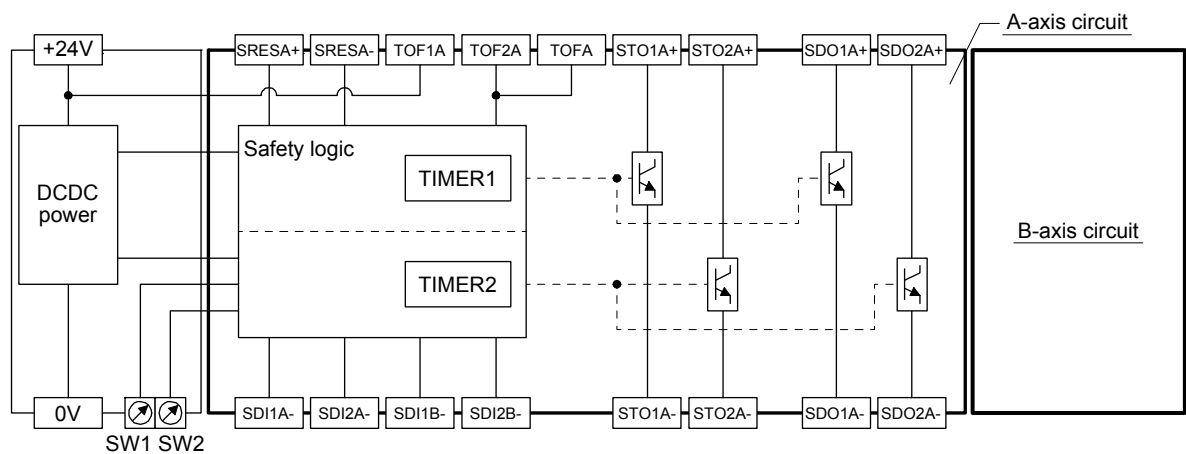 A-axis circuit
+24V
SRESA+
SRESA-
TOF1A
TOF2A
TOFA
STO1A+
STO2A+
SDO1A+
SDO2A+
Safety logic
TIMER1
DCDC
power
B-axis circuit
TIMER2
0V
SDI1A-
SDI2A-
SDI1B-
SDI2B-
STO1A-
STO2A-
SDO1A-
SDO2A-
SW1 SW2